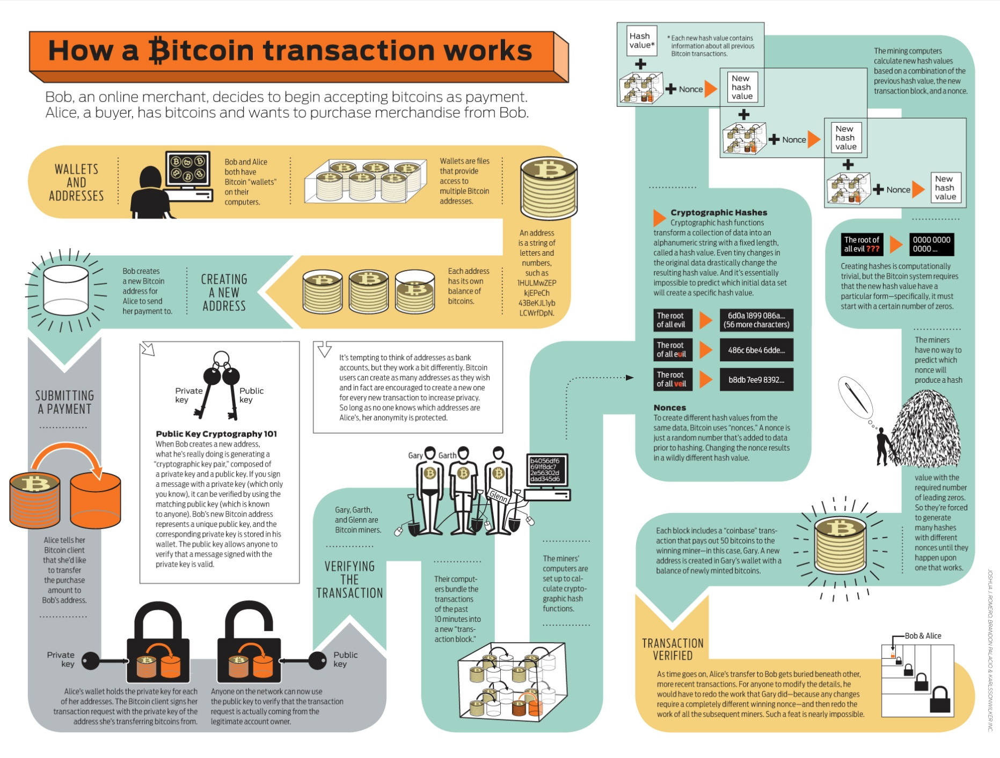 How a Bitcoin transaction works
Bob, an online merchant, decides to begin accepting bitcoins as payment.
Alice, a buyer, has bitcoins and wants to purchase merchandise from Bob.
WALLETS
AND
ADDRESSES
Bob and Alice
both have
Bitcoin “wallets”
on their
computers.
Wallets are files
that provide
access to
multiple Bitcoin
addresses.
An address
is a string of
letters and
numbers,
such as
1HULMwZEP
kjEPeCh
43BeKJL1yb
LCWrfDpN.
Each address
has its own
balance of
bitcoins.
CREATING
A NEW
ADDRESS
Bob creates
a new Bitcoin
address for
Alice to send
her payment to.
Private
key
Public
key
Public Key Cryptography 101
When Bob creates a new address,
what he’s really doing is generating a
“cryptographic key pair,” composed of
a private key and a public key. If you sign
a message with a private key (which only
you know), it can be verified by using the
matching public key (which is known
to anyone). Bob’s new Bitcoin address
represents a unique public key, and the
corresponding private key is stored in his
wallet. The public key allows anyone to
verify that a message signed with the
private key is valid.
It’s tempting to think of addresses as bank
accounts, but they work a bit differently. Bitcoin
users can create as many addresses as they wish
and in fact are encouraged to create a new one
for every new transaction to increase privacy.
So long as no one knows which addresses are
Alice’s, her anonymity is protected.
SUBMITTING
A PAYMENT
Alice tells her
Bitcoin client
that she’d like
to transfer
the purchase
amount to
Bob’s address.
Private
key
Alice’s wallet holds the private key for each
of her addresses. The Bitcoin client signs her
transaction request with the private key of the
address she’s transferring bitcoins from.
Public
key
Anyone on the network can now use
the public key to verify that the transaction
request is actually coming from the
legitimate account owner.
VERIFYING
THE
TRANSACTION
Gary, Garth,
and Glenn are
Bitcoin miners.
Gary
Garth
Glenn
b4056df6
691f8dc7
2e56302d
dad345d6
Their comput-
ers bundle the
transactions
of the past
10 minutes into
a new “trans-
action block.”
The miners’
computers are
set up to cal-
culate crypto-
graphic hash
functions.
Cryptographic Hashes
Cryptographic hash functions
transform a collection of data into an
alphanumeric string with a fixed length,
called a hash value. Even tiny changes in
the original data drastically change the
resulting hash value. And it’s essentially
impossible to predict which initial data set
will create a specific hash value.
The root
of all evil
6d0a 1899 086a...
(56 more characters)
The root
of all euil
486c 6be4 6dde...
The root
of all veil
b8db 7ee9 8392...
Nonces
To create different hash values from the
same data, Bitcoin uses “nonces.” A nonce is
just a random number that’s added to data
prior to hashing. Changing the nonce results
in a wildly different hash value.
Hash
value*
* Each new hash value contains
information about all previous
Bitcoin transactions.
+
+ Nonce
New
hash
value
+
+ Nonce
New
hash
value
+
+ Nonce
New
hash
value
The mining computers
calculate new hash values
based on a combination of the
previous hash value, the new
transaction block, and a nonce.
The root of
all evil ???
0000 0000
0000 ...
Creating hashes is computationally
trivial, but the Bitcoin system requires
that the new hash value have a
particular form—specifically, it must
start with a certain number of zeros.
The miners
have no way to
predict which
nonce will
produce a hash
value with the
required number
of leading zeros.
So they’re forced
to generate
many hashes
with different
nonces until they
happen upon
one that works.
Each block includes a “coinbase” trans-
action that pays out 50 bitcoins to the
winning miner—in this case, Gary. A new
address is created in Gary’s wallet with a
balance of newly minted bitcoins.
TRANSACTION
VERIFIED
As time goes on, Alice’s transfer to Bob gets buried beneath other,
more recent transactions. For anyone to modify the details, he
would have to redo the work that Gary did—because any changes
require a completely different winning nonce—and then redo the
work of all the subsequent miners. Such a feat is nearly impossible.
Bob & Alice
JOSHUA J. ROMERO, BRANDON PALACIO & KARLSSONWILKER INC.